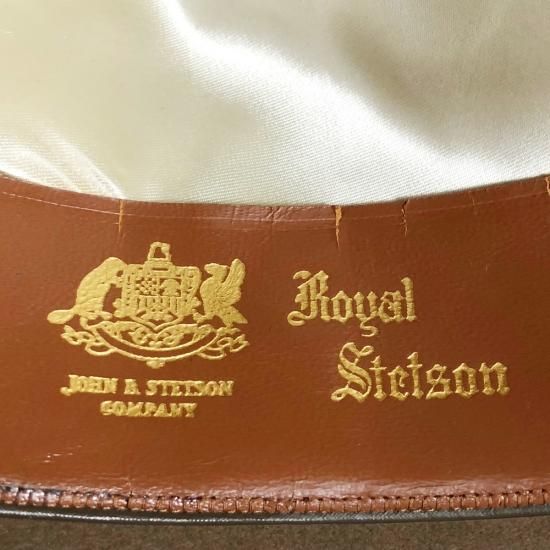 JOHN B. STETSON
COMPANY
Royal
Stetson